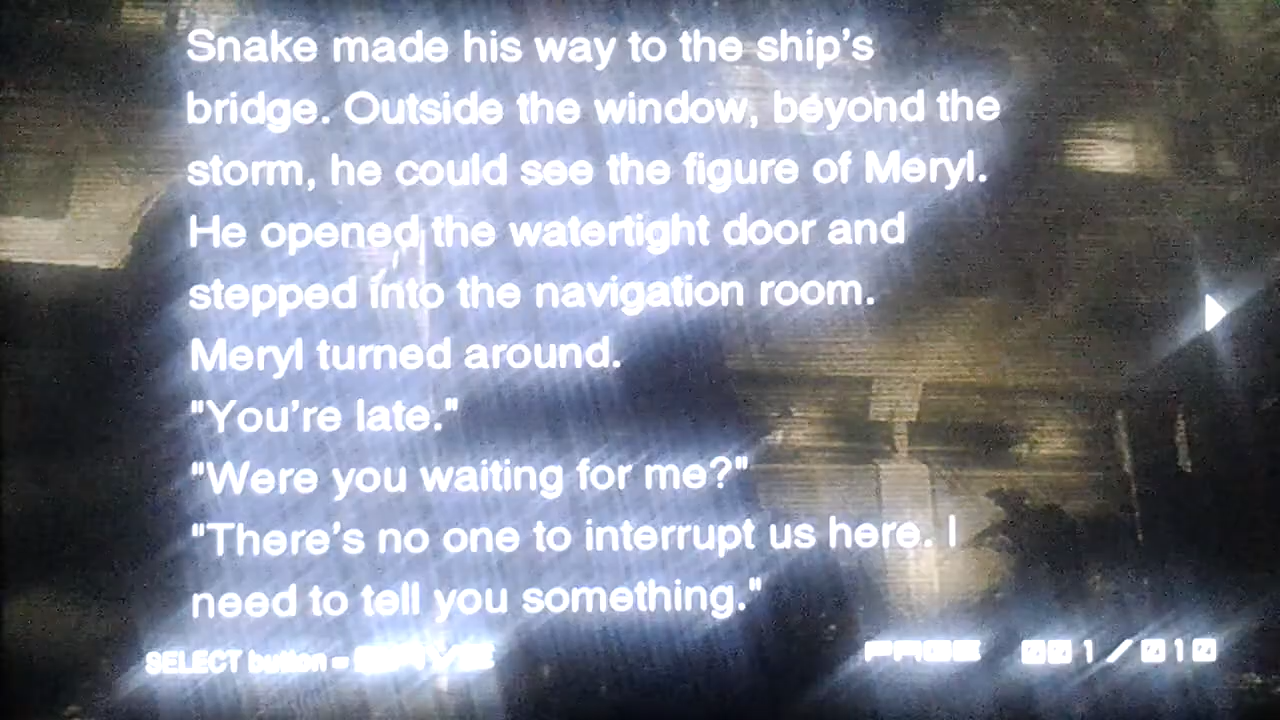 Snake made his way to the ship's
bridge. Outside the window, beyond the
storm, he could see the figure of Meryl.
He opened the watertight door and
stepped into the navigation room.
Meryl turned around.
"You're late."
"Were you waiting for me?"
"There's no one to interrupt us here. I
need to tell you something."
SELECT button =
PAGE 001/010